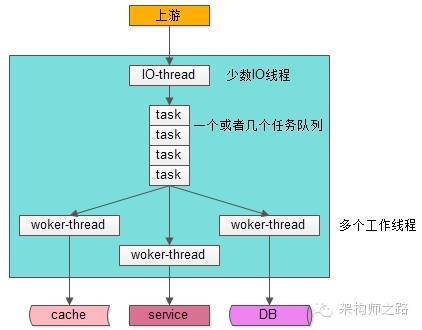 上游
IO-thread
少数IO线程
task
一个或者几个任务队列
task
task
task
woker-thread
woker-thread
多个工作线程
woker-thread
cache
service
DB
架构师之路